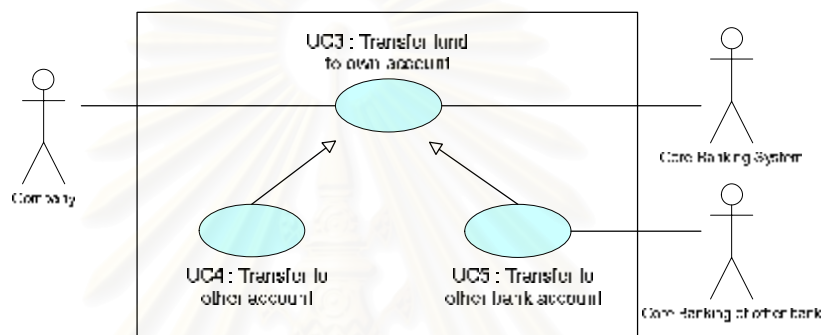 UC3 : Transfer fund
to own account
Company
Core Banking System
UC4 : Transfer to
other account
UC5 : Transfer to
other bank account
Core Banking of other bank